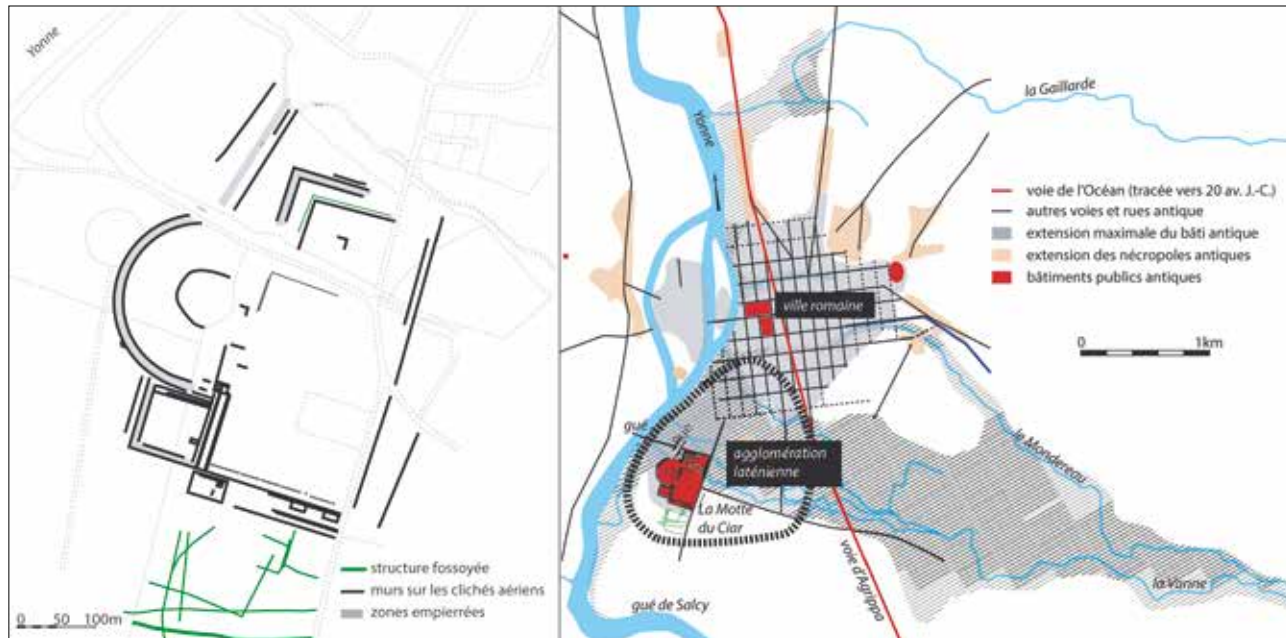 Yonne
structure fossoyée
murs sur les clichés aériens
zones empierrées
0 50 100m
Yonne
la Gaillarde
voie de l'Océan (tracée vers 20 av. J.-C.)
autres voies et rues antique
extension maximale du bâti antique
extension des nécropoles antiques
bâtiments publics antiques
0 1km
ville romaine
gué
agglomération
laténienne
La Motte
du Ciar
le Mondereau
la Vanne
voie d'Agrippa
gué de Salcy